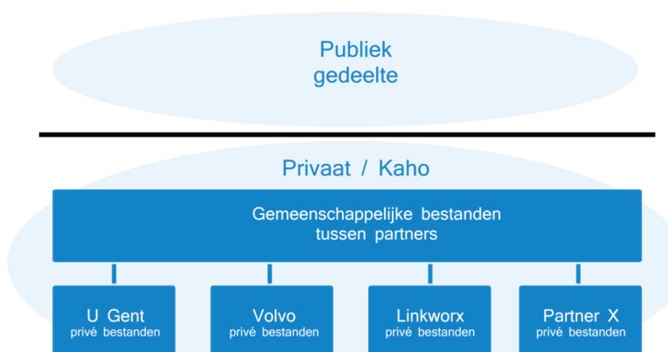 Publiek
gedeelte
Privaat / Kaho
Gemeenschappelijke bestanden
tussen partners
U Gent
privé bestanden
Volvo
privé bestanden
Linkworx
privé bestanden
Partner X
privé bestanden